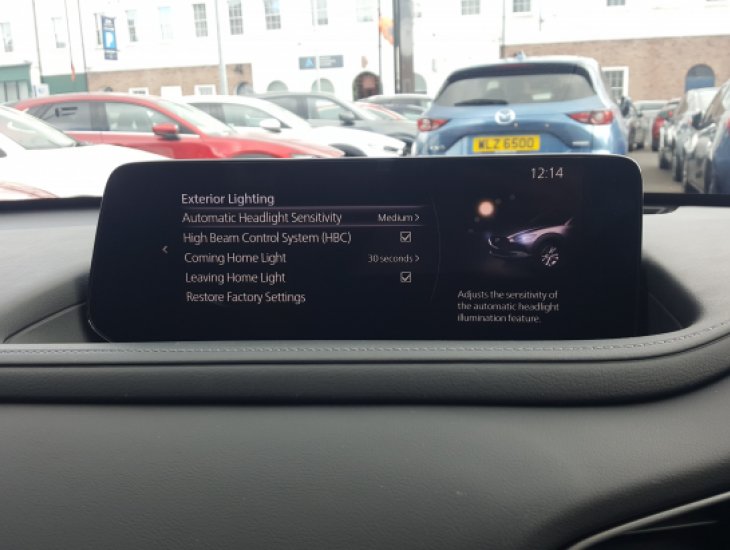 WLZ 6500
12:14
Exterior Lighting
Automatic Headlight Sensitivity Medium >
High Beam Control System (HBC)
Coming Home Light 30 seconds >
Leaving Home Light
Restore Factory Settings
Adjusts the sensitivity of
the automatic headlight
illumination feature.